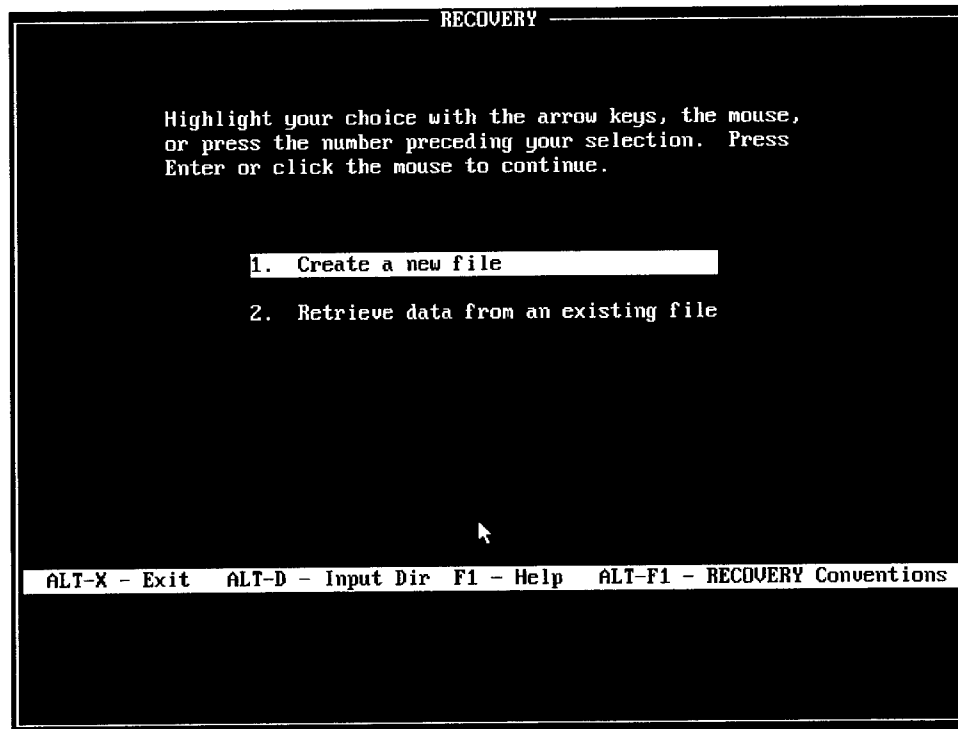 RECOVERY
Highlight your choice with the arrow keys, the mouse,
or press the number preceding your selection.  Press
Enter or click the mouse to continue.
1.  Create a new file
2.  Retrieve data from an existing file
ALT-X - Exit   ALT-D - Input Dir  F1 - Help   ALT-F1 - RECOVERY Conventions